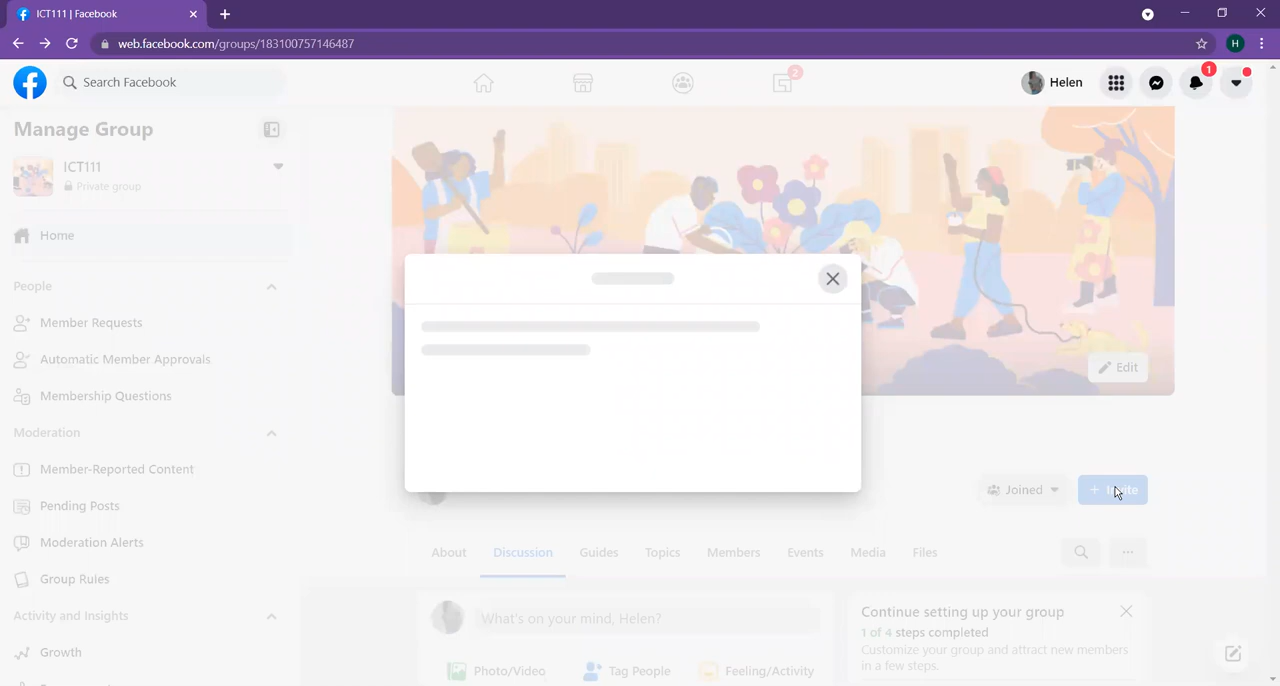 ICT111 | Facebook
web.facebook.com/groups/183100757146487
H
Search Facebook
2
Helen
1
Manage Group
ICT111
Private group
Home
People
Member Requests
Automatic Member Approvals
Membership Questions
Moderation
Member-Reported Content
Pending Posts
Moderation Alerts
Group Rules
Activity and Insights
Growth
Edit
Joined
+ Invite
About
Discussion
Guides
Topics
Members
Events
Media
Files
What's on your mind, Helen?
Photo/Video
Tag People
Feeling/Activity
Continue setting up your group
1 of 4 steps completed
Customize your group and attract new members
in a few steps.